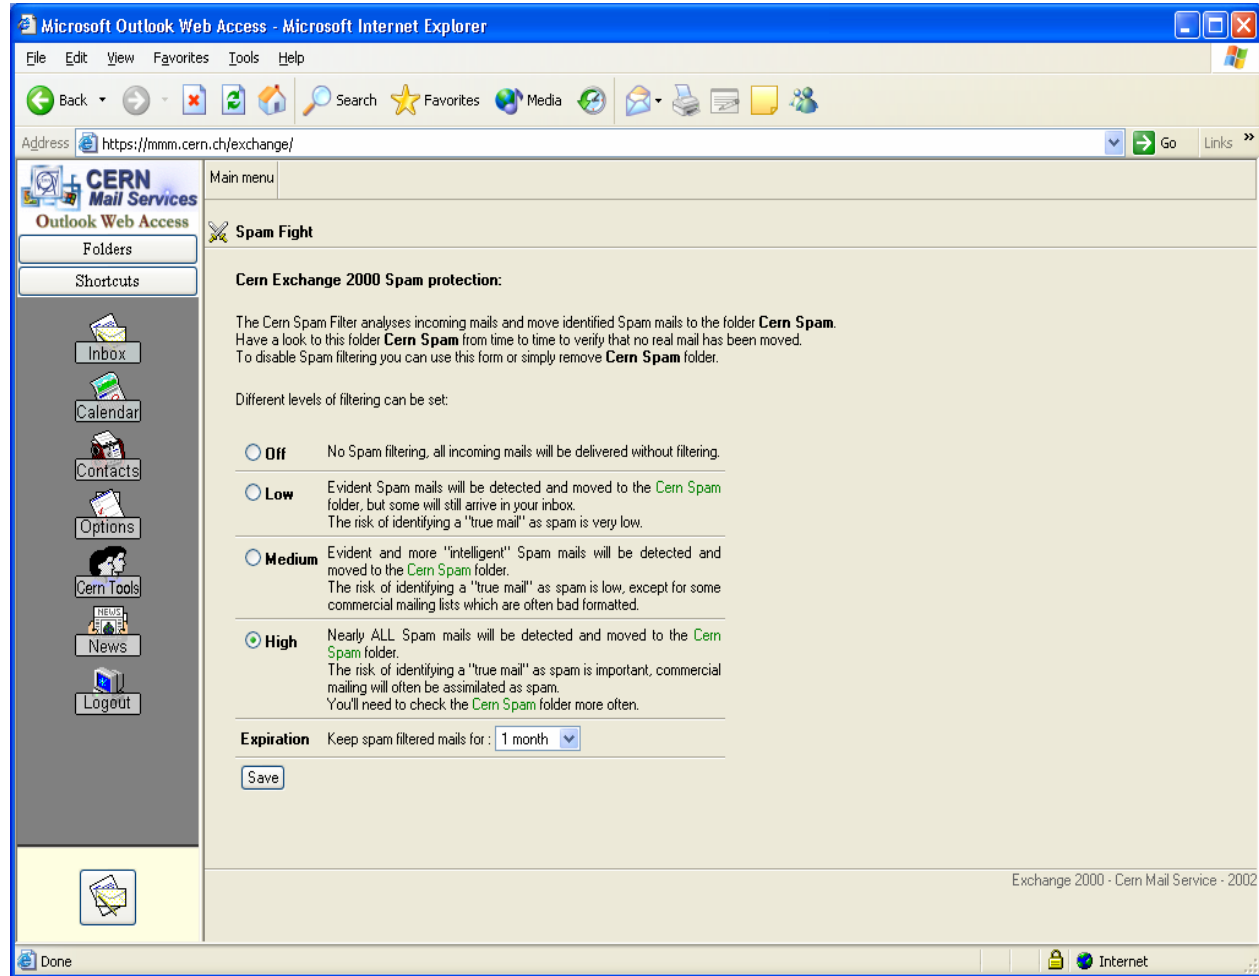 Microsoft Outlook Web Access - Microsoft Internet Explorer
File Edit View Favorites Tools Help
Back Search Favorites Media
Address https://mmm.cern.ch/exchange/ Go Links »
CERN
Mail Services
Outlook Web Access
Folders
Shortcuts
Inbox
Calendar
Contacts
Options
Cern Tools
NEWS
News
Logout
Main menu
Spam Fight
Cern Exchange 2000 Spam protection:
The Cern Spam Filter analyses incoming mails and move identified Spam mails to the folder Cern Spam.
Have a look to this folder Cern Spam from time to time to verify that no real mail has been moved.
To disable Spam filtering you can use this form or simply remove Cern Spam folder.
Different levels of filtering can be set:
Off No Spam filtering, all incoming mails will be delivered without filtering.
Low Evident Spam mails will be detected and moved to the Cern Spam
folder, but some will still arrive in your inbox.
The risk of identifying a "true mail" as spam is very low.
Medium Evident and more "intelligent" Spam mails will be detected and
moved to the Cern Spam folder.
The risk of identifying a "true mail" as spam is low, except for some
commercial mailing lists which are often bad formatted.
High Nearly ALL Spam mails will be detected and moved to the Cern
Spam folder.
The risk of identifying a "true mail" as spam is important, commercial
mailing will often be assimilated as spam.
You'll need to check the Cern Spam folder more often.
Expiration Keep spam filtered mails for : 1 month
Save
Exchange 2000 - Cern Mail Service - 2002
Done Internet